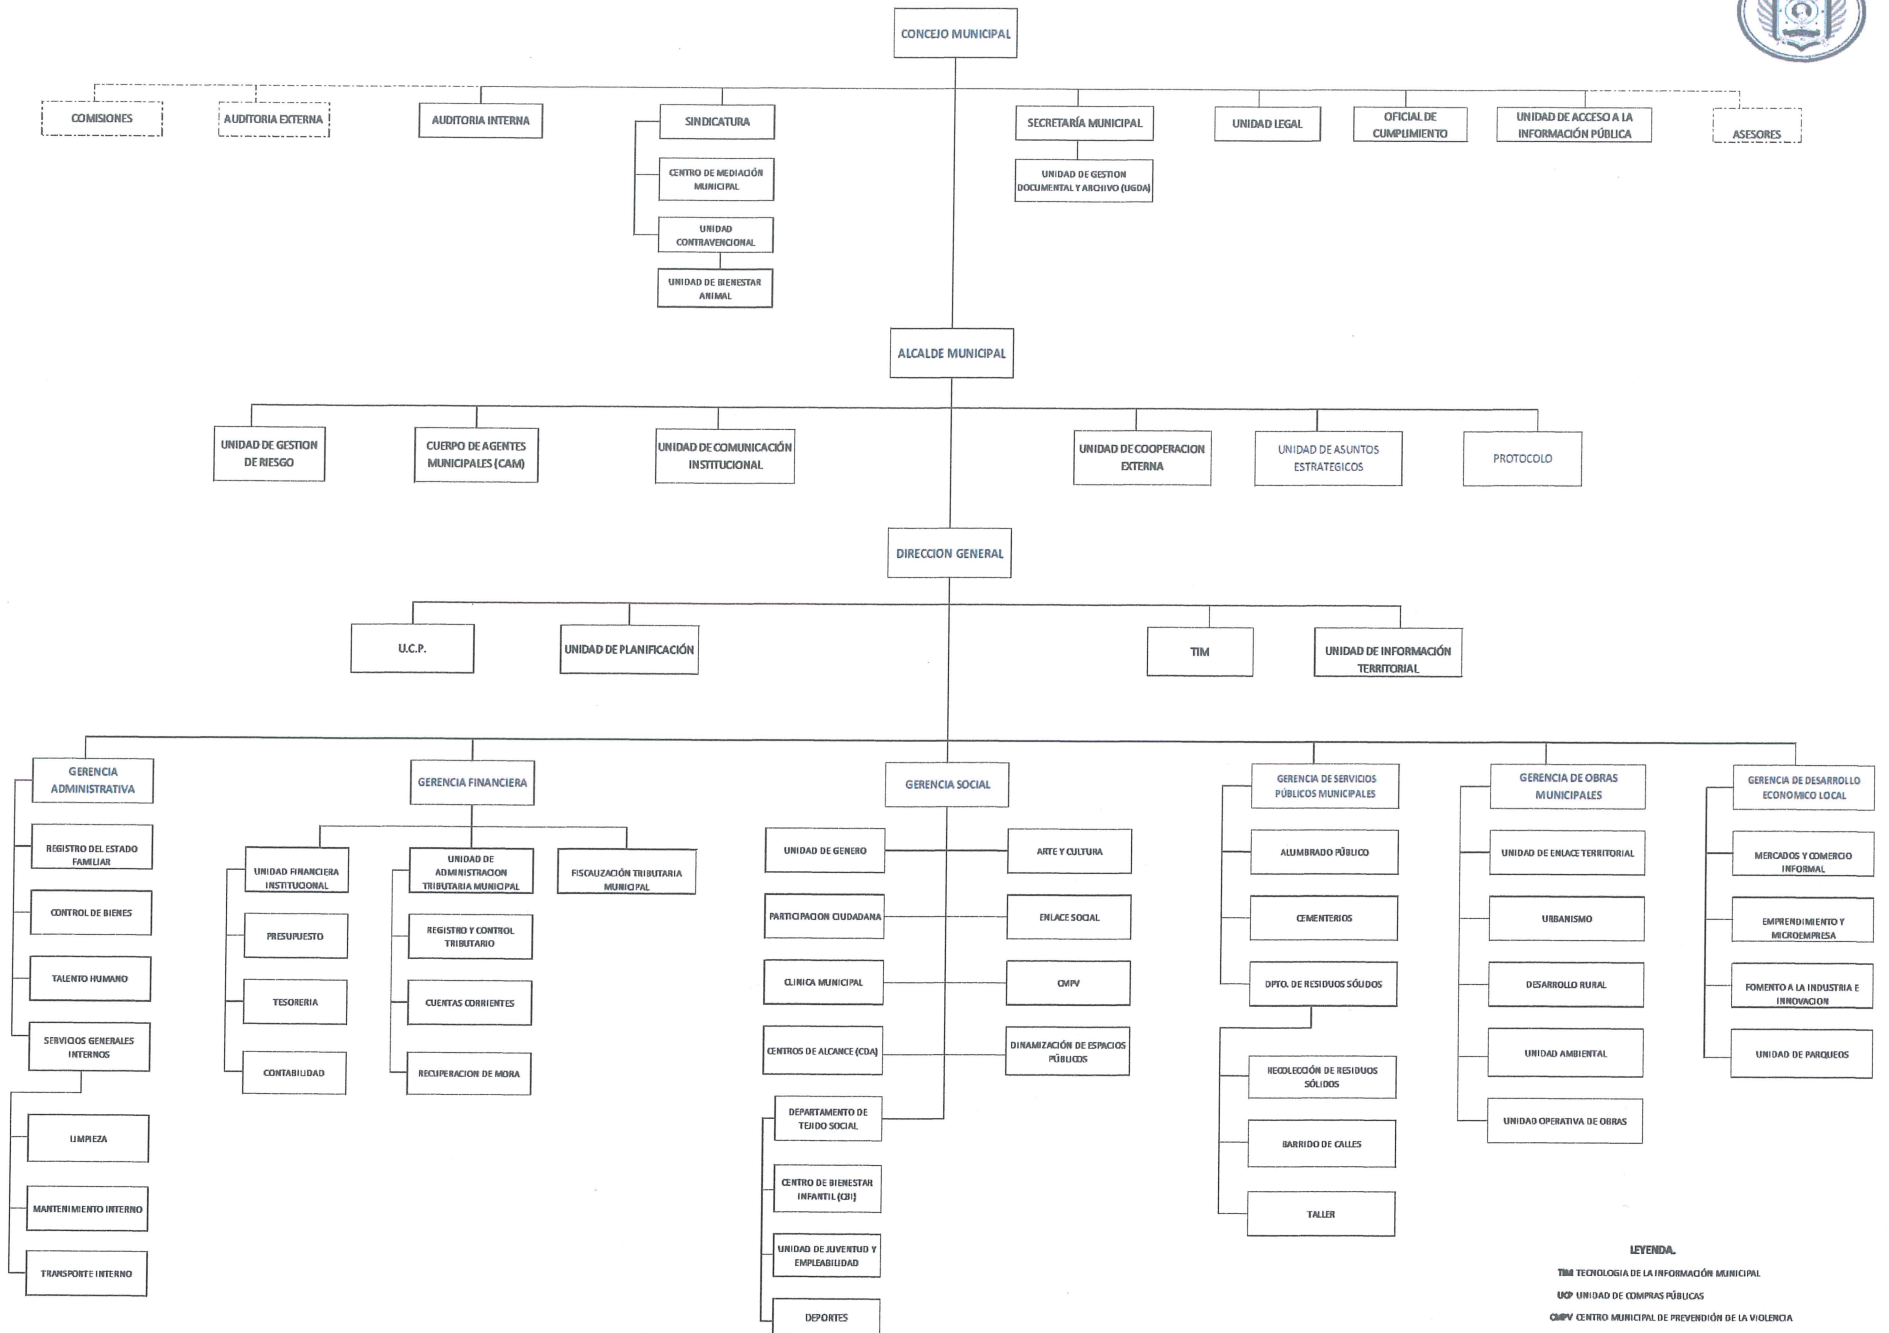 CONCEJO MUNICIPAL
COMISIONES
AUDITORIA EXTERNA
AUDITORIA INTERNA
SINDICATURA
CENTRO DE MEDIACIÓN
MUNICIPAL
UNIDAD
CONTRAVENCIONAL
UNIDAD DE BIENESTAR
ANIMAL
SECRETARÍA MUNICIPAL
UNIDAD DE GESTION
DOCUMENTAL Y ARCHIVO (UGDA)
UNIDAD LEGAL
OFICIAL DE
CUMPLIMIENTO
UNIDAD DE ACCESO A LA
INFORMACIÓN PÚBLICA
ASESORES
ALCALDE MUNICIPAL
UNIDAD DE GESTION
DE RIESGO
CUERPO DE AGENTES
MUNICIPALES (CAM)
UNIDAD DE COMUNICACIÓN
INSTITUCIONAL
UNIDAD DE COOPERACION
EXTERNA
UNIDAD DE ASUNTOS
ESTRATEGICOS
PROTOCOLO
DIRECCION GENERAL
U.C.P.
UNIDAD DE PLANIFICACIÓN
TIM
UNIDAD DE INFORMACIÓN
TERRITORIAL
GERENCIA
ADMINISTRATIVA
REGISTRO DEL ESTADO
FAMILIAR
CONTROL DE BIENES
TALENTO HUMANO
SERVICIOS GENERALES
INTERNOS
LIMPIEZA
MANTENIMIENTO INTERNO
TRANSPORTE INTERNO
GERENCIA FINANCIERA
UNIDAD FINANCIERA
INSTITUCIONAL
PRESUPUESTO
TESORERIA
CONTABILIDAD
UNIDAD DE
ADMINISTRACION
TRIBUTARIA MUNICIPAL
REGISTRO Y CONTROL
TRIBUTARIO
CUENTAS CORRIENTES
RECUPERACION DE MORA
FISCALIZACIÓN TRIBUTARIA
MUNICIPAL
GERENCIA SOCIAL
UNIDAD DE GENERO
ARTE Y CULTURA
PARTICIPACION CIUDADANA
ENLACE SOCIAL
CLINICA MUNICIPAL
CMPV
CENTROS DE ALCANCE (CDA)
DINAMIZACIÓN DE ESPACIOS
PÚBLICOS
DEPARTAMENTO DE
TEJIDO SOCIAL
CENTRO DE BIENESTAR
INFANTIL (CBI)
UNIDAD DE JUVENTUD Y
EMPLEABILIDAD
DEPORTES
GERENCIA DE SERVICIOS
PÚBLICOS MUNICIPALES
ALUMBRADO PÚBLICO
CEMENTERIOS
DPTO. DE RESIDUOS SÓLIDOS
RECOLECCIÓN DE RESIDUOS
SÓLIDOS
BARRIDO DE CALLES
TALLER
GERENCIA DE OBRAS
MUNICIPALES
UNIDAD DE ENLACE TERRITORIAL
URBANISMO
DESARROLLO RURAL
UNIDAD AMBIENTAL
UNIDAD OPERATIVA DE OBRAS
GERENCIA DE DESARROLLO
ECONOMICO LOCAL
MERCADOS Y COMERCIO
INFORMAL
EMPRENDIMIENTO Y
MICROEMPRESA
FOMENTO A LA INDUSTRIA E
INNOVACION
UNIDAD DE PARQUEOS
LEYENDA.
TIM TECNOLOGIA DE LA INFORMACIÓN MUNICIPAL
UCP UNIDAD DE COMPRAS PÚBLICAS
CMPV CENTRO MUNICIPAL DE PREVENDIÓN DE LA VIOLENCIA